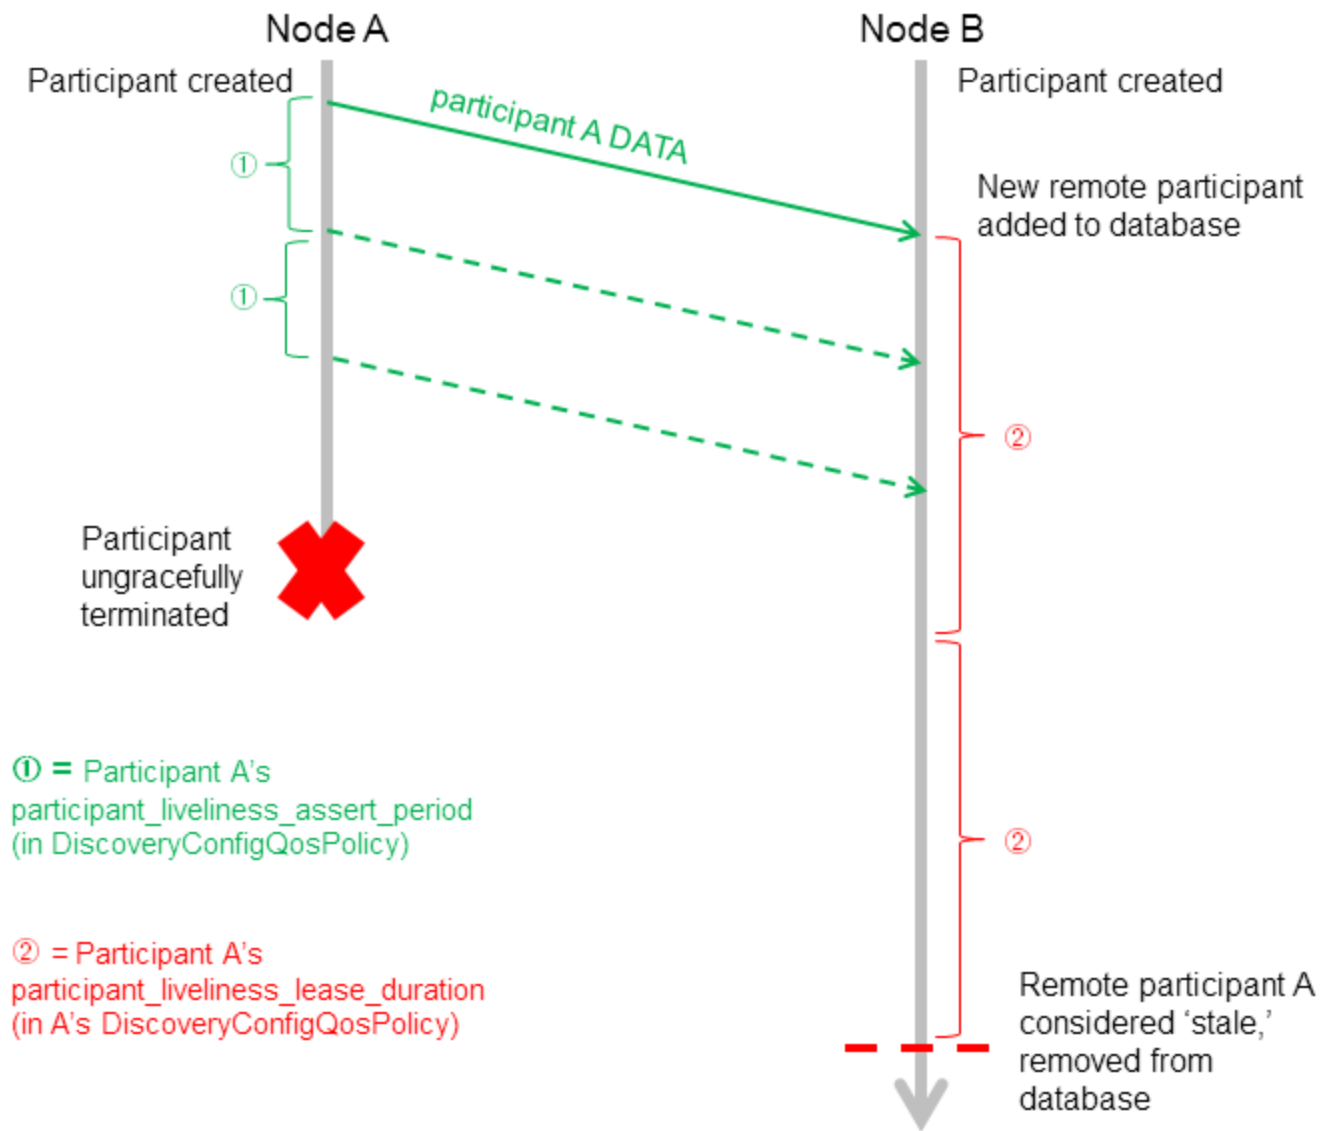 Node A
Node B
Participant created
Participant created
participant A DATA
①
New remote participant
added to database
①
②
Participant
ungracefully
terminated
① = Participant A’s
participant_liveliness_assert_period
(in DiscoveryConfigQosPolicy)
②
② = Participant A’s
participant_liveliness_lease_duration
(in A’s DiscoveryConfigQosPolicy)
Remote participant A
considered ‘stale,’
removed from
database